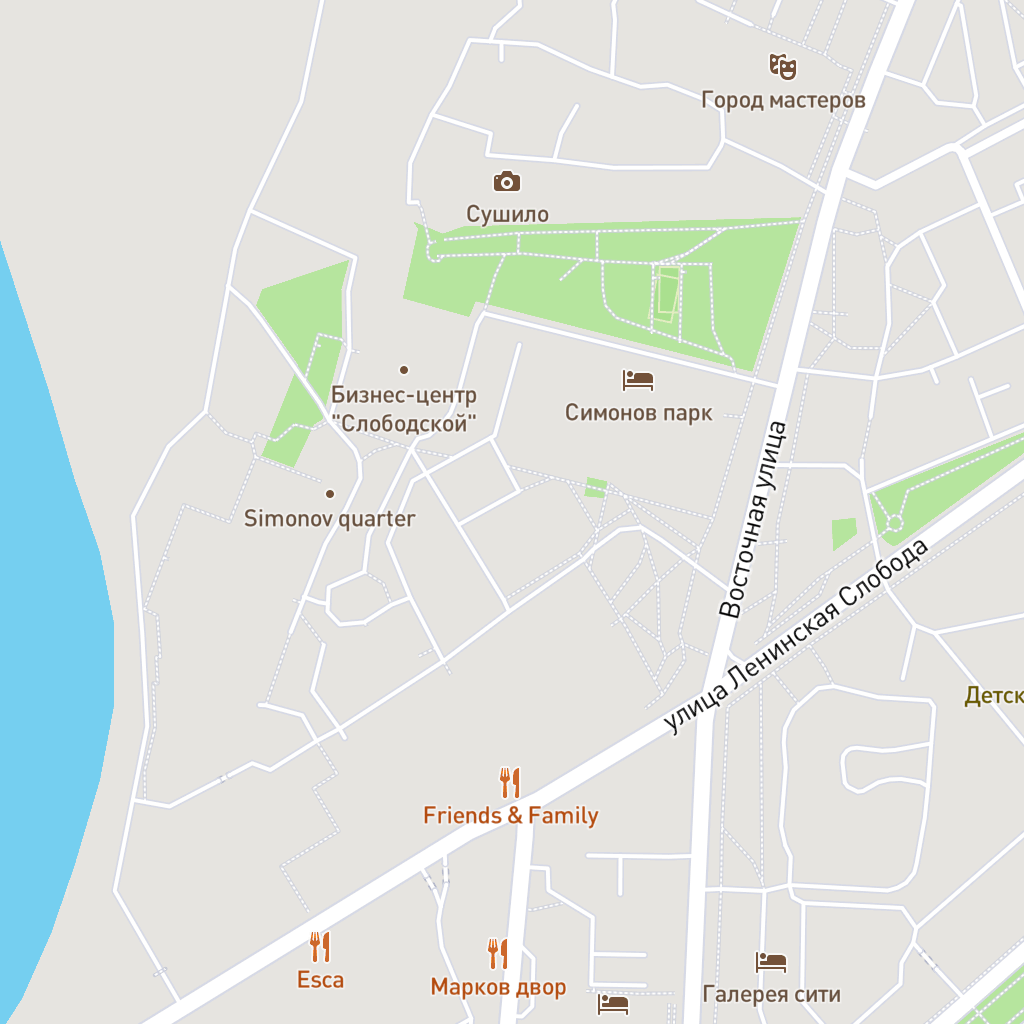 Город мастеров
Сушило
Бизнес-центр
"Слободской"
Симонов парк
Simonov quarter
Восточная улица
улица Ленинская Слобода
Детск
Friends & Family
Esca
Марков двор
Галерея сити